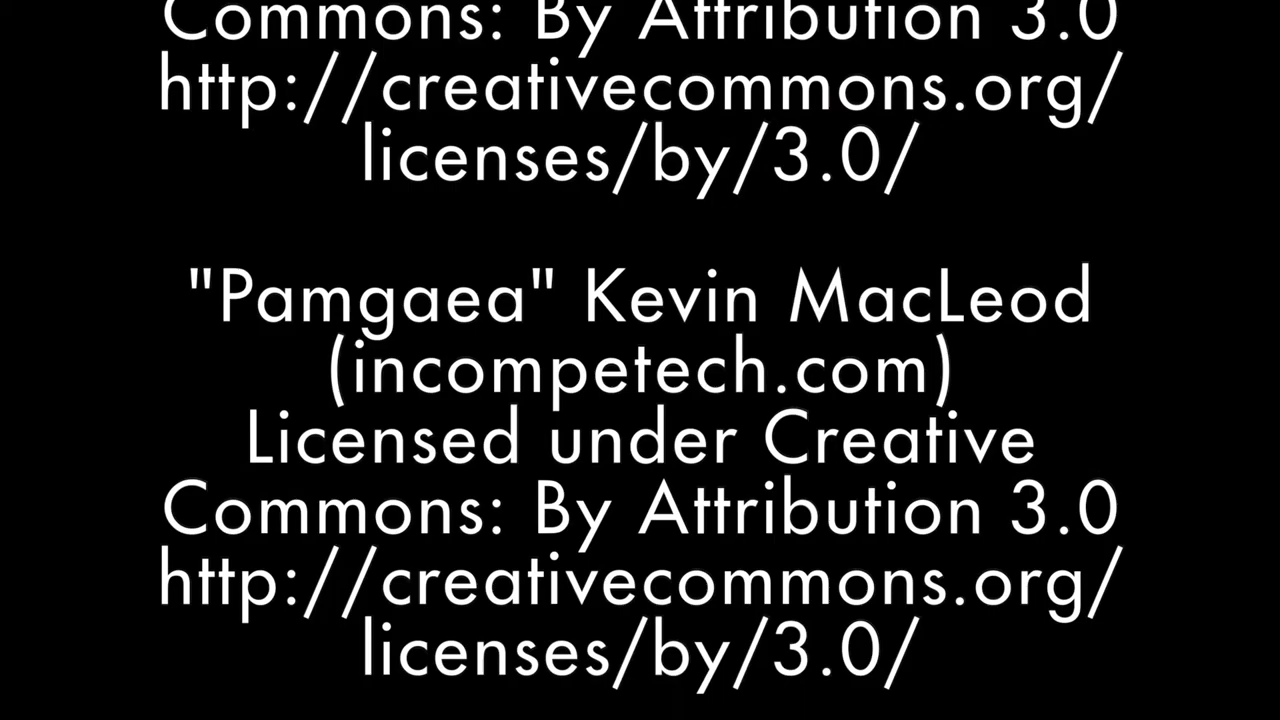 Commons: By Attribution 3.0
http://creativecommons.org/
licenses/by/3.0/
"Pamgaea" Kevin MacLeod
(incompetech.com)
Licensed under Creative
Commons: By Attribution 3.0
http://creativecommons.org/
licenses/by/3.0/